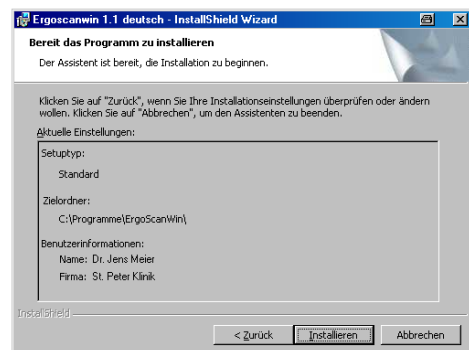 Ergoscanwin 1.1 deutsch - InstallShield Wizard
Bereit das Programm zu installieren
Der Assistent ist bereit, die Installation zu beginnen.
Klicken Sie auf "Zurück", wenn Sie Ihre Installationseinstellungen überprüfen oder ändern
wollen. Klicken Sie auf "Abbrechen", um den Assistenten zu beenden.
Aktuelle Einstellungen:
Setuptyp:
Standard
Zielordner:
C:\Programme\ErgoScanWin\
Benutzerinformationen:
Name: Dr. Jens Meier
Firma: St. Peter Klinik
InstallShield
< Zurück Installieren Abbrechen